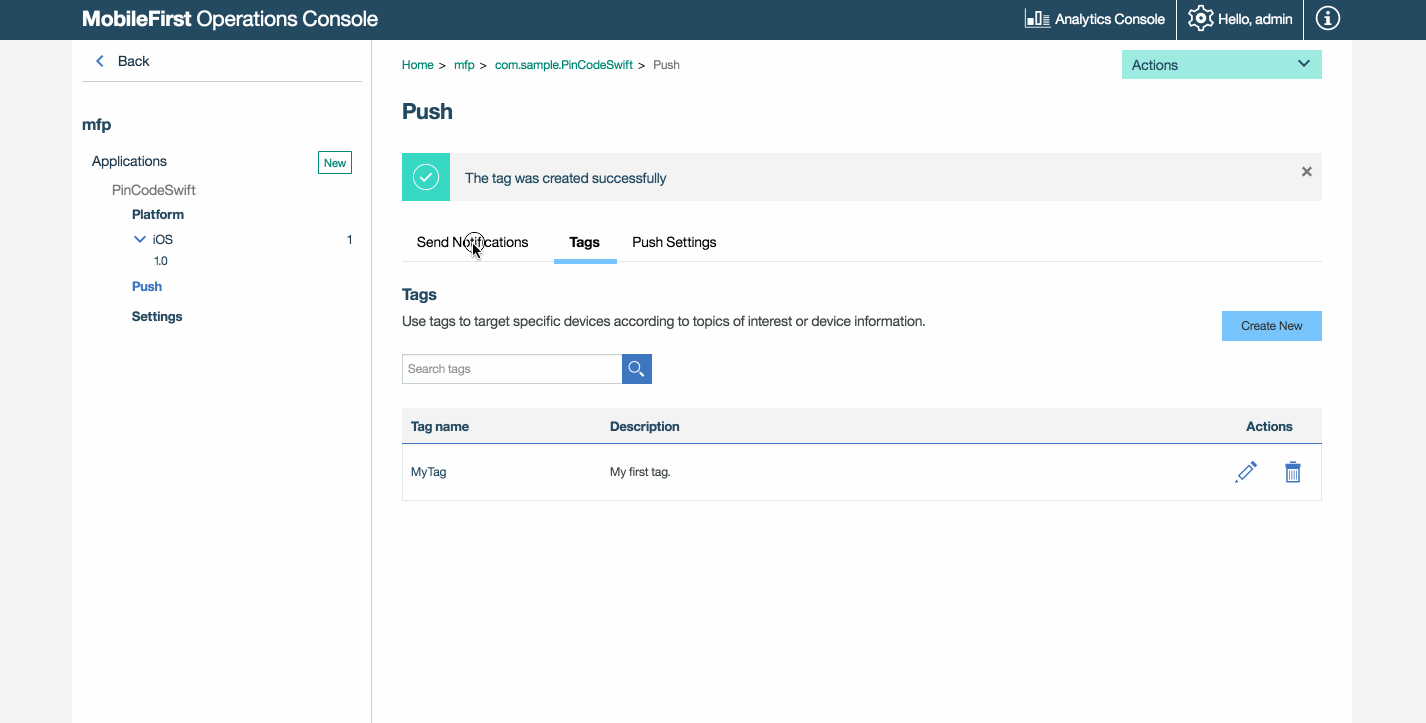 MobileFirst Operations Console
Analytics Console
Hello, admin
Back
mfp
Applications
New
PinCodeSwift
Platform
iOS
1
1.0
Push
Settings
Home > mfp > com.sample.PinCodeSwift > Push
Actions
Push
The tag was created successfully
Send Notifications
Tags
Push Settings
Tags
Use tags to target specific devices according to topics of interest or device information.
Create New
Search tags
Tag name Description Actions
MyTag My first tag.